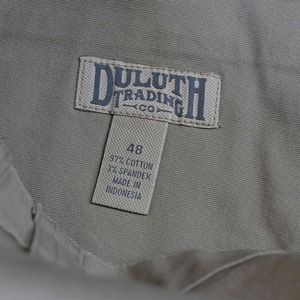 DULUTH
TRADING
CO
48
97% COTTON
3% SPANDEX
MADE IN
INDONESIA